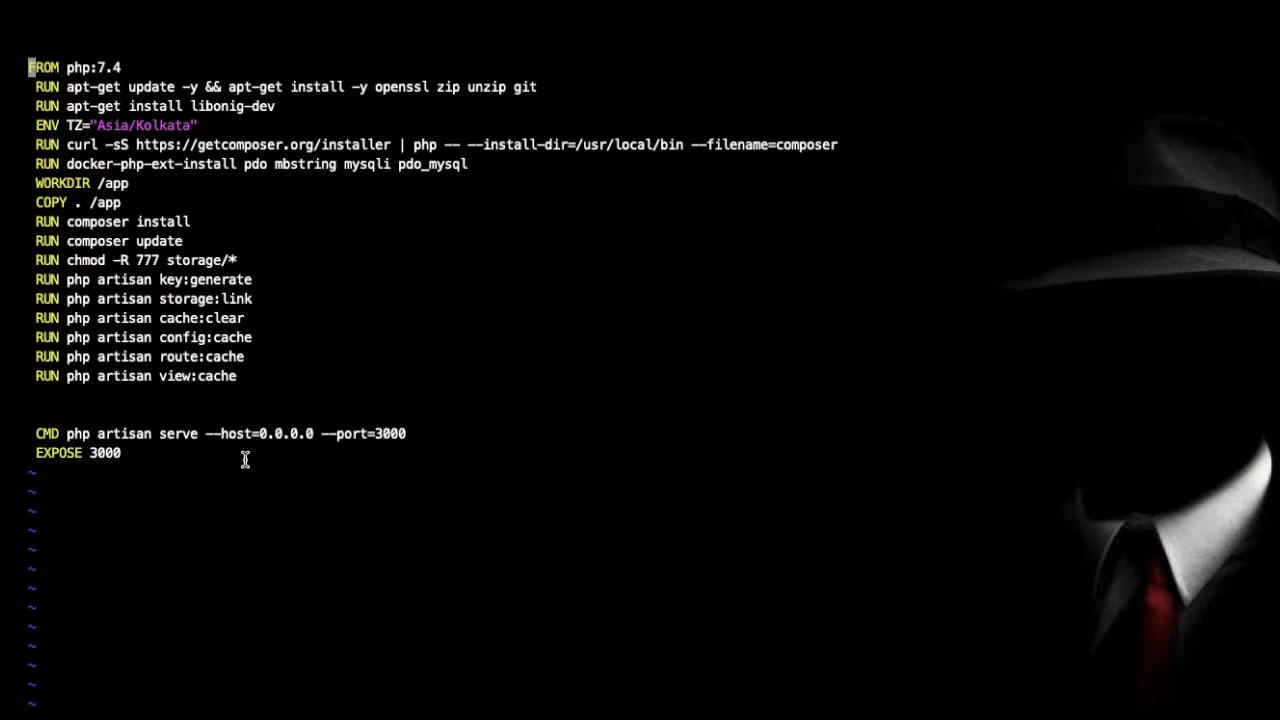 FROM php:7.4
RUN apt-get update -y && apt-get install -y openssl zip unzip git
RUN apt-get install libonig-dev
ENV TZ="Asia/Kolkata"
RUN curl -sS https://getcomposer.org/installer | php -- --install-dir=/usr/local/bin --filename=composer
RUN docker-php-ext-install pdo mbstring mysqli pdo_mysql
WORKDIR /app
COPY . /app
RUN composer install
RUN composer update
RUN chmod -R 777 storage/*
RUN php artisan key:generate
RUN php artisan storage:link
RUN php artisan cache:clear
RUN php artisan config:cache
RUN php artisan route:cache
RUN php artisan view:cache
CMD php artisan serve --host=0.0.0.0 --port=3000
EXPOSE 3000
~
~
~
~
~
~
~
~
~
~
~
~
~